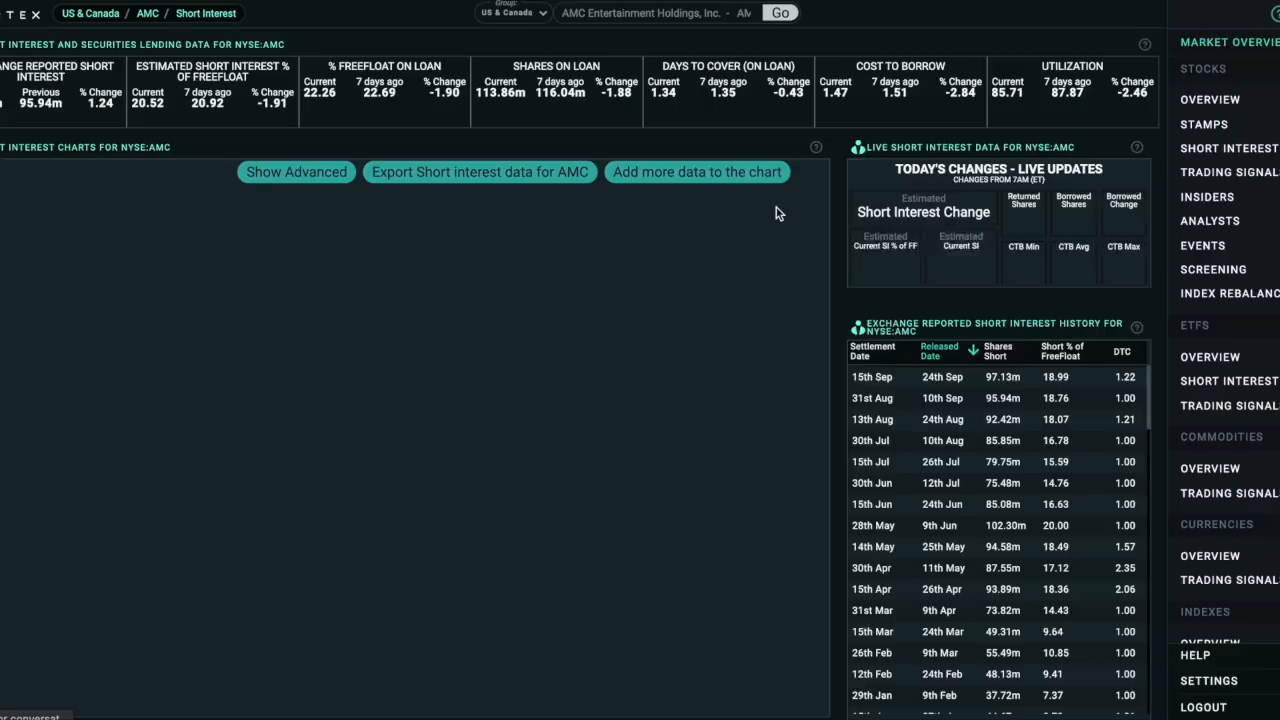 TEX
US & Canada / AMC / Short Interest
Group:
US & Canada
AMC Entertainment Holdings, Inc. - AM
Go
T INTEREST AND SECURITIES LENDING DATA FOR NYSE:AMC
NGE REPORTED SHORT INTEREST
Previous % Change
95.94m 1.24
ESTIMATED SHORT INTEREST % OF FREEFLOAT
Current 7 days ago % Change
20.52 20.92 -1.91
% FREEFLOAT ON LOAN
Current 7 days ago % Change
22.26 22.69 -1.90
SHARES ON LOAN
Current 7 days ago % Change
113.86m 116.04m -1.88
DAYS TO COVER (ON LOAN)
Current 7 days ago % Change
1.34 1.35 -0.43
COST TO BORROW
Current 7 days ago % Change
1.47 1.51 -2.84
UTILIZATION
Current 7 days ago % Change
85.71 87.87 -2.46
T INTEREST CHARTS FOR NYSE:AMC
Show Advanced
Export Short interest data for AMC
Add more data to the chart
LIVE SHORT INTEREST DATA FOR NYSE:AMC
TODAY'S CHANGES - LIVE UPDATES
CHANGES FROM 7AM (ET)
Estimated
Short Interest Change
Returned Shares
Borrowed Shares
Borrowed Change
Estimated
Current SI % of FF
Estimated
Current SI
CTB Min
CTB Avg
CTB Max
EXCHANGE REPORTED SHORT INTEREST HISTORY FOR
NYSE:AMC
Settlement Date Released Date Shares Short Short % of FreeFloat DTC
15th Sep 24th Sep 97.13m 18.99 1.22
31st Aug 10th Sep 95.94m 18.76 1.00
13th Aug 24th Aug 92.42m 18.07 1.21
30th Jul 10th Aug 85.85m 16.78 1.00
15th Jul 26th Jul 79.75m 15.59 1.00
30th Jun 12th Jul 75.48m 14.76 1.00
15th Jun 24th Jun 85.08m 16.63 1.00
28th May 9th Jun 102.30m 20.00 1.00
14th May 25th May 94.58m 18.49 1.57
30th Apr 11th May 87.55m 17.12 2.35
15th Apr 26th Apr 93.89m 18.36 2.06
31st Mar 9th Apr 73.82m 14.43 1.00
15th Mar 24th Mar 49.31m 9.64 1.00
26th Feb 9th Mar 55.49m 10.85 1.00
12th Feb 24th Feb 48.13m 9.41 1.00
29th Jan 9th Feb 37.72m 7.37 1.00
MARKET OVERVIE
STOCKS
OVERVIEW
STAMPS
SHORT INTEREST
TRADING SIGNAL
INSIDERS
ANALYSTS
EVENTS
SCREENING
INDEX REBALANC
ETFS
OVERVIEW
SHORT INTEREST
TRADING SIGNAL
COMMODITIES
OVERVIEW
TRADING SIGNAL
CURRENCIES
OVERVIEW
TRADING SIGNAL
INDEXES
OVERVIEW
HELP
SETTINGS
LOGOUT
or conversat